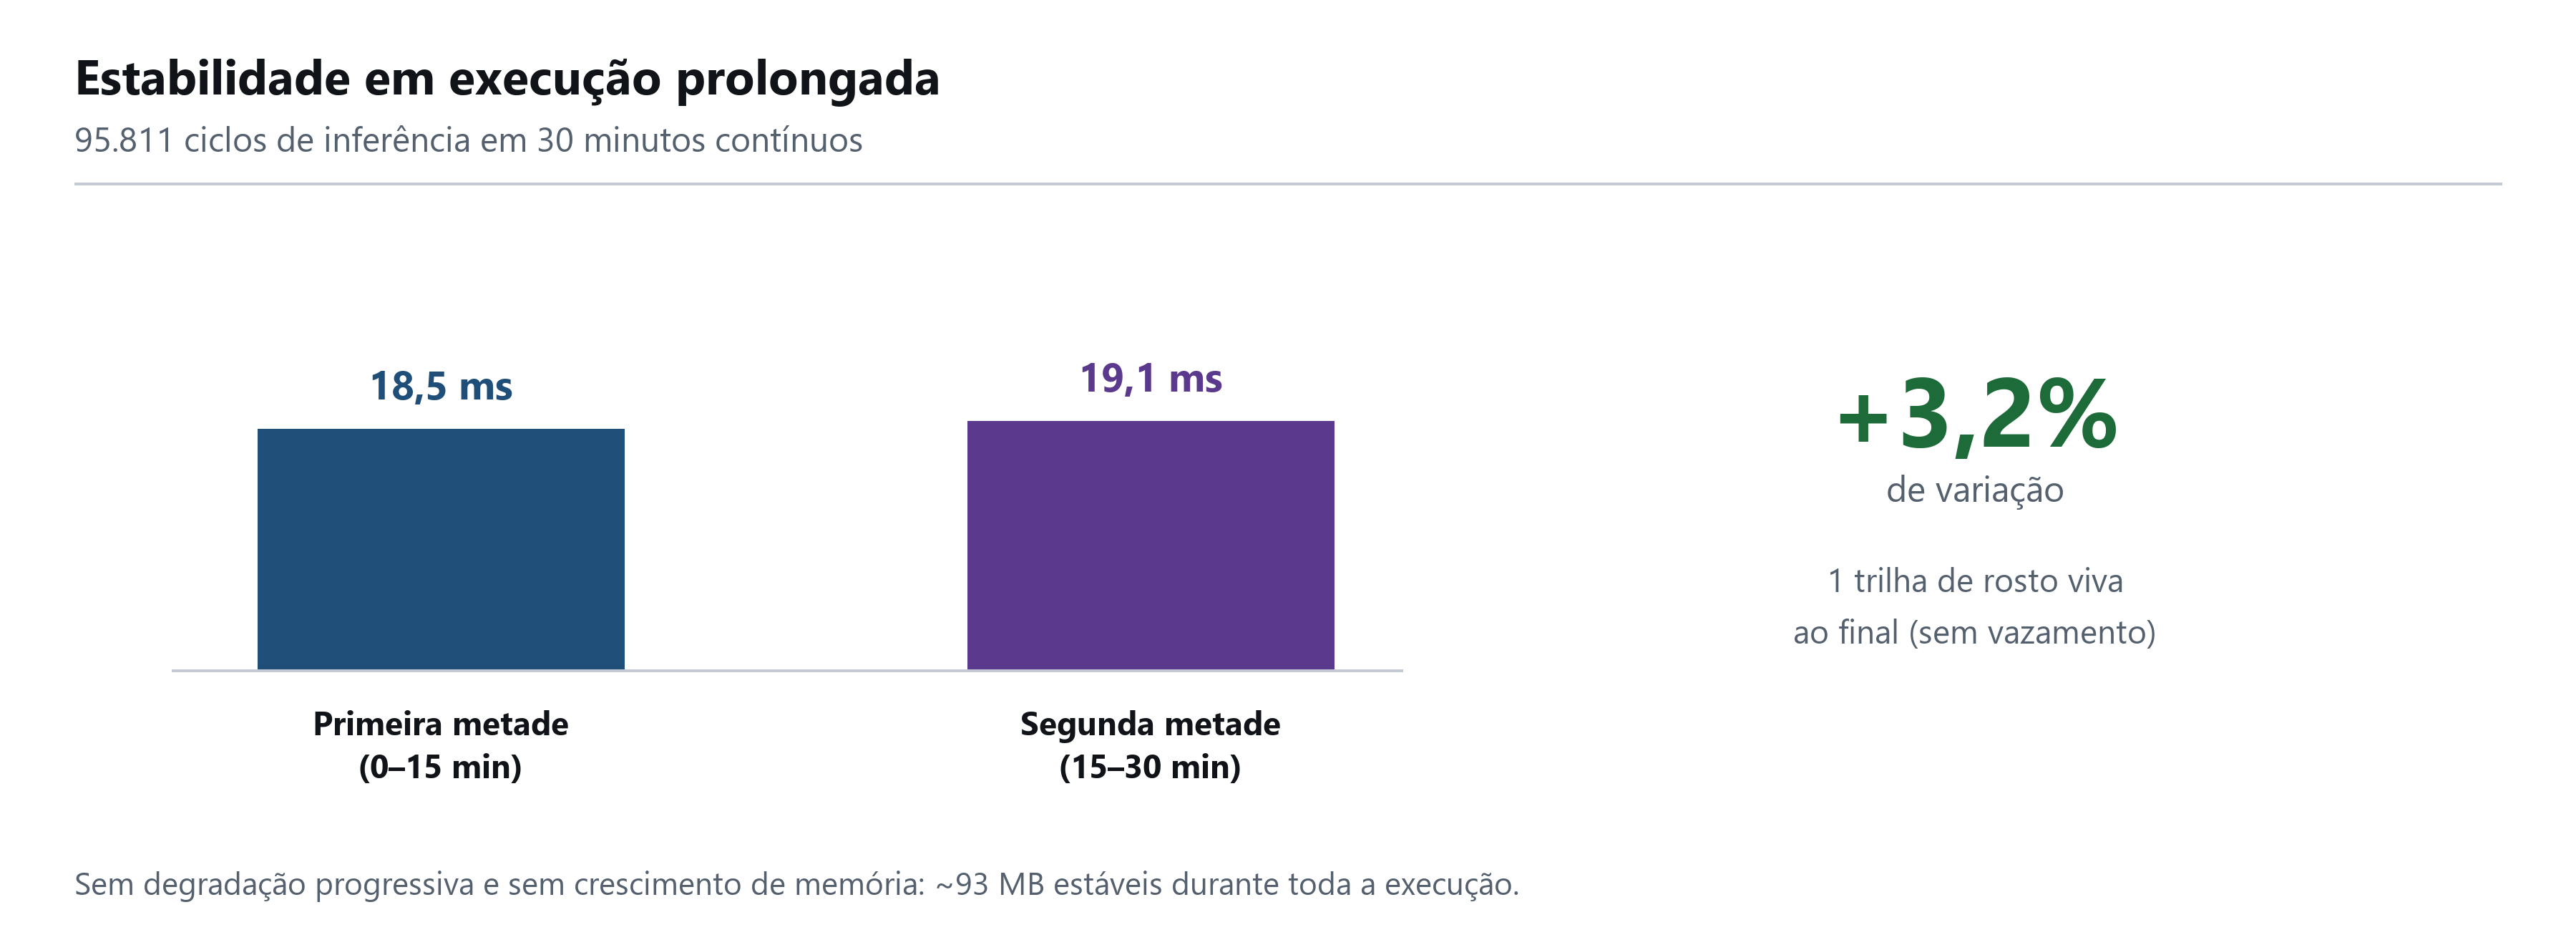 Estabilidade em execução prolongada
95.811 ciclos de inferência em 30 minutos contínuos
18,5 ms
19,1 ms
+3,2%
de variação
1 trilha de rosto viva
ao final (sem vazamento)
Primeira metade
(0–15 min)
Segunda metade
(15–30 min)
Sem degradação progressiva e sem crescimento de memória: ~93 MB estáveis durante toda a execução.